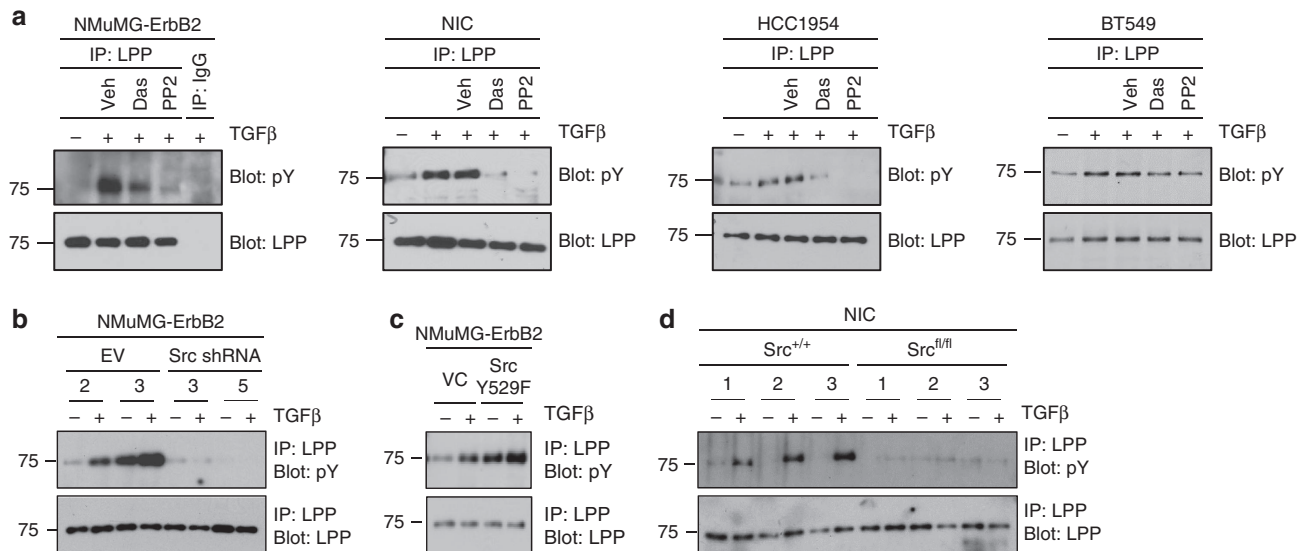 a
NMuMG-ErbB2
IP: LPP
IP: IgG
Veh
Das
PP2
– + + + + TGFβ
75
Blot: pY
75
Blot: LPP
NIC
IP: LPP
Veh
Das
PP2
– + + + + TGFβ
75
Blot: pY
75
Blot: LPP
HCC1954
IP: LPP
Veh
Das
PP2
– + + + + TGFβ
75
Blot: pY
75
Blot: LPP
BT549
IP: LPP
Veh
Das
PP2
– + + + + TGFβ
75
Blot: pY
75
Blot: LPP
b
NMuMG-ErbB2
EV Src shRNA
2 3 3 5
– + – + – + – + TGFβ
75
IP: LPP
Blot: pY
75
IP: LPP
Blot: LPP
c
NMuMG-ErbB2
VC
Src
Y529F
– + – + TGFβ
75
IP: LPP
Blot: pY
75
IP: LPP
Blot: LPP
d
NIC
Src+/+ Srcfl/fl
1 2 3 1 2 3
– + – + – + – + – + – + TGFβ
75
IP: LPP
Blot: pY
75
IP: LPP
Blot: LPP